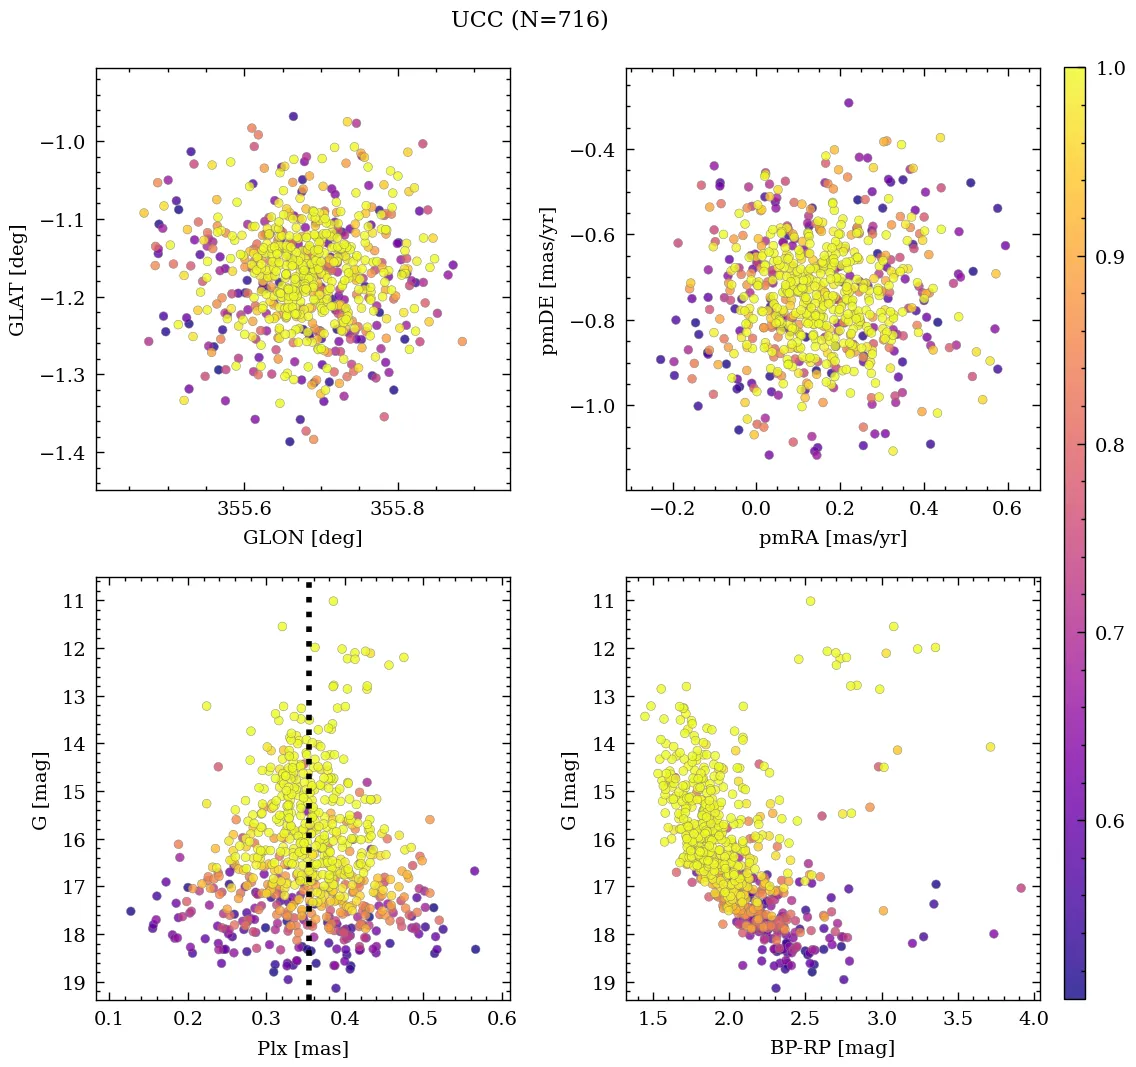 UCC (N=716)
−1.0
−1.1
−1.2
−1.3
−1.4
GLAT [deg]
355.6 355.8
GLON [deg]
−0.4
−0.6
−0.8
−1.0
pmDE [mas/yr]
−0.2 0.0 0.2 0.4 0.6
pmRA [mas/yr]
11
12
13
14
15
16
17
18
19
G [mag]
0.1 0.2 0.3 0.4 0.5 0.6
Plx [mas]
11
12
13
14
15
16
17
18
19
G [mag]
1.5 2.0 2.5 3.0 3.5 4.0
BP-RP [mag]
1.0
0.9
0.8
0.7
0.6